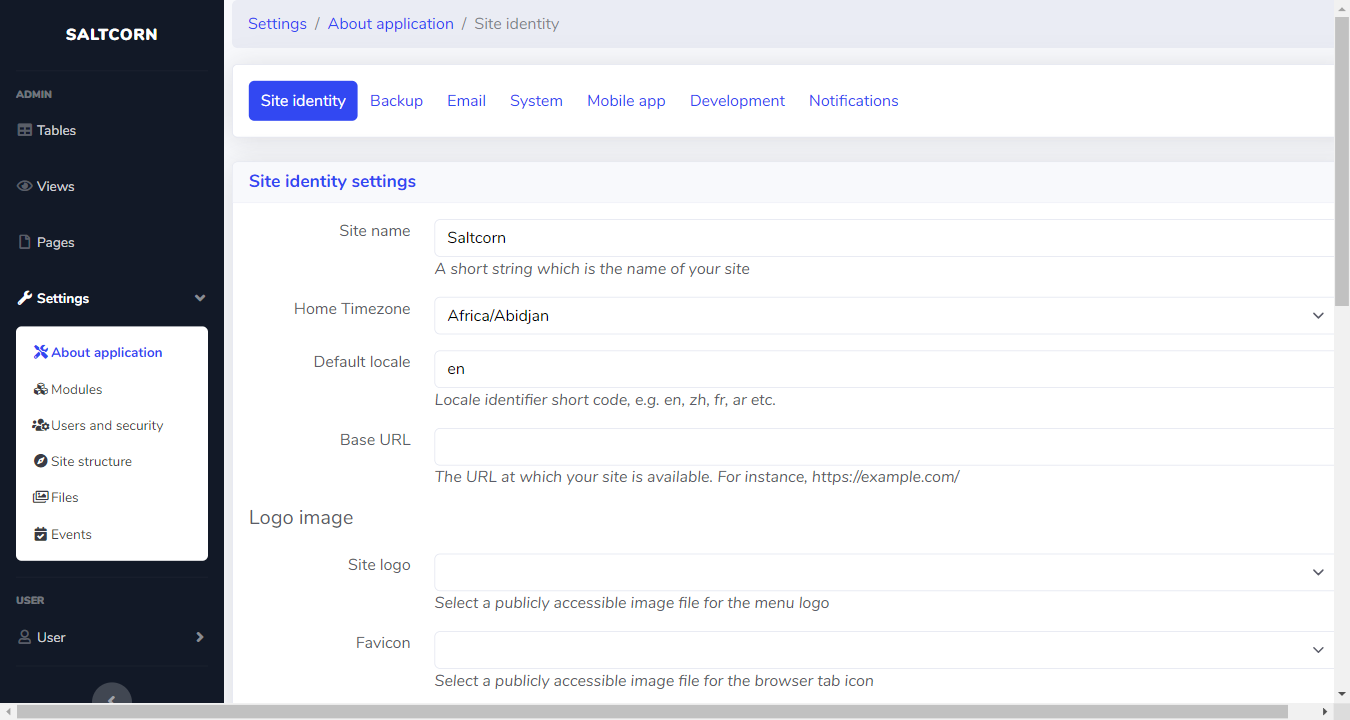 SALTCORN
ADMIN
Tables
Views
Pages
Settings
About application
Modules
Users and security
Site structure
Files
Events
USER
User
Settings / About application / Site identity
Site identity Backup Email System Mobile app Development Notifications
Site identity settings
Site name
Saltcorn
A short string which is the name of your site
Home Timezone
Africa/Abidjan
Default locale
en
Locale identifier short code, e.g. en, zh, fr, ar etc.
Base URL
The URL at which your site is available. For instance, https://example.com/
Logo image
Site logo
Select a publicly accessible image file for the menu logo
Favicon
Select a publicly accessible image file for the browser tab icon